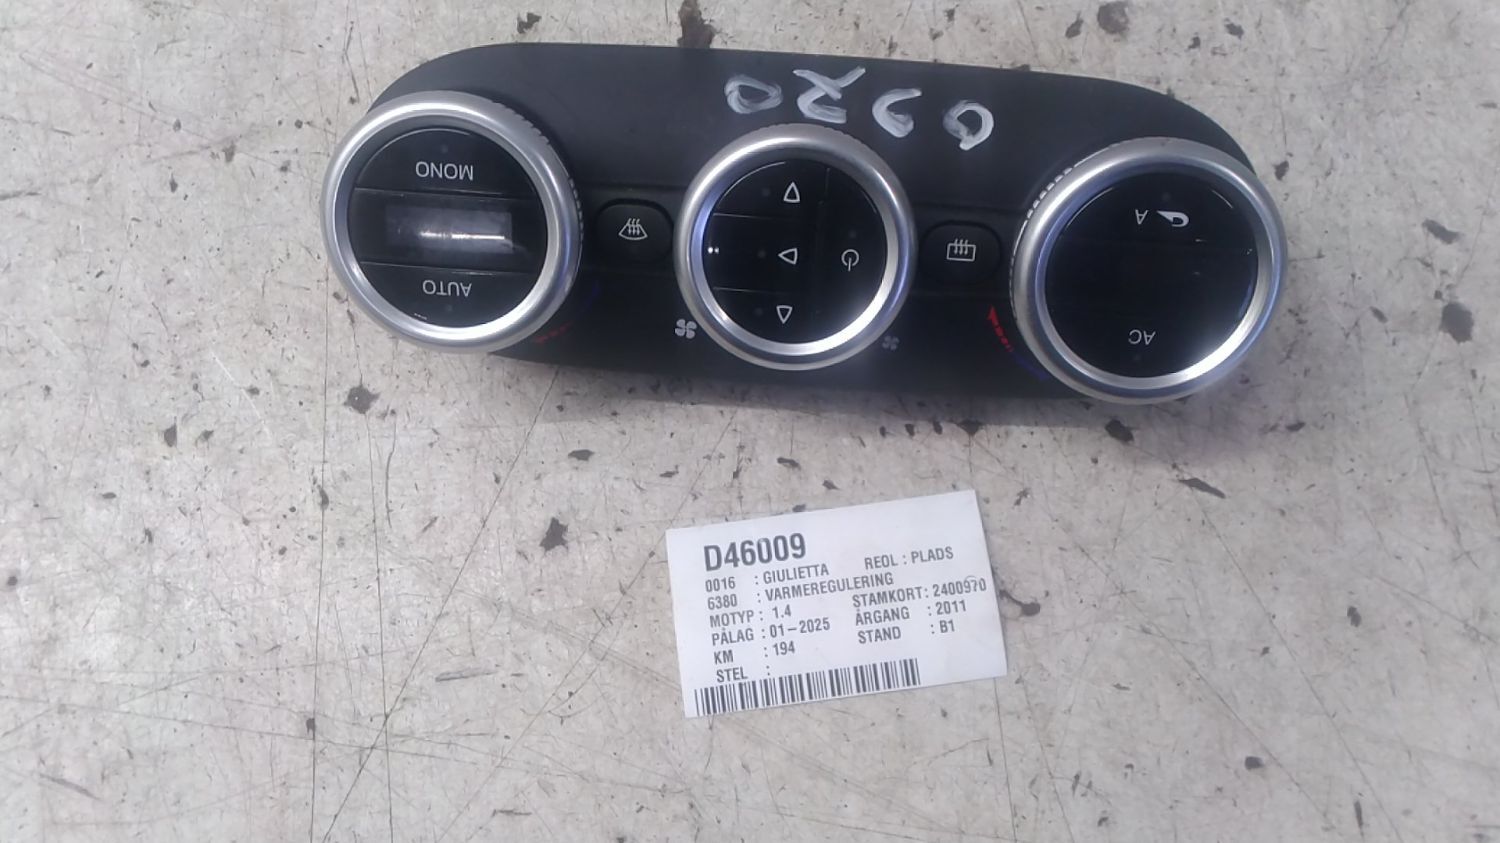 0970
MONO
AUTO
A
AC
D46009
0016 : GIULIETTA REOL : PLADS
6380 : VARMEREGULERING
MOTYP : 1.4 STAMKORT: 2400970
PÅLAG : 01-2025 ÅRGANG : 2011
KM : 194 STAND : B1
STEL :